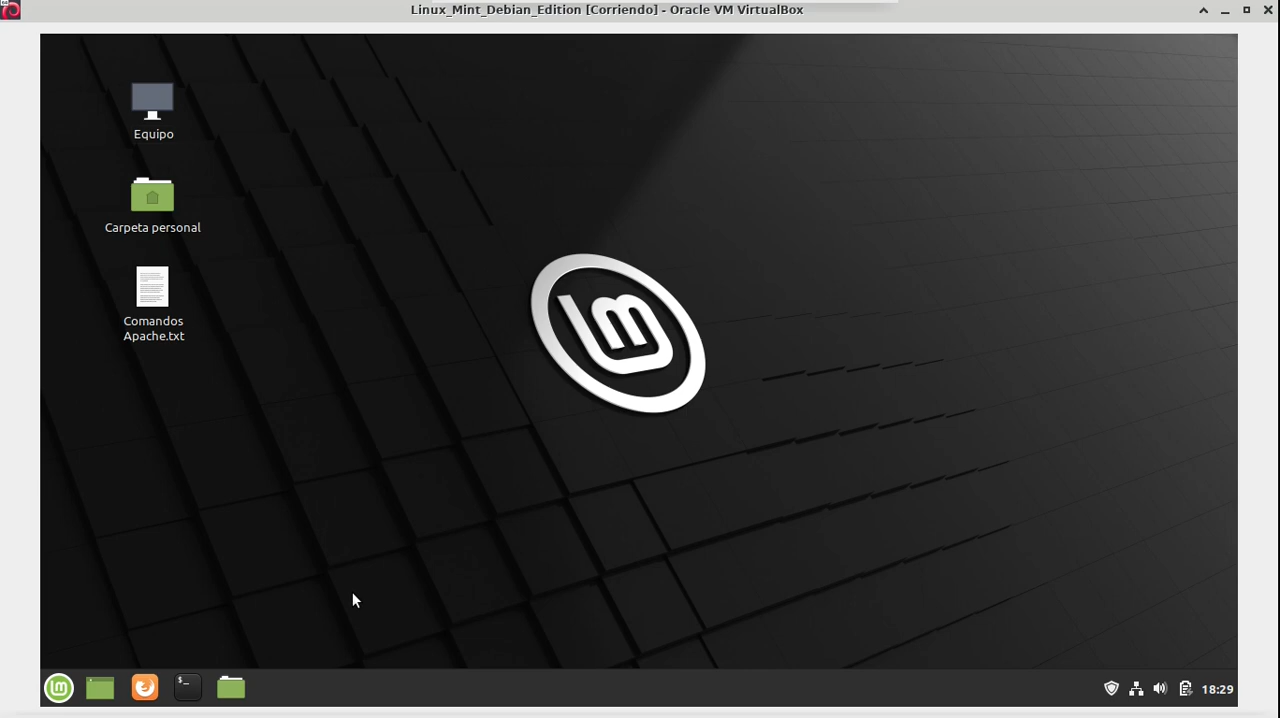 Linux_Mint_Debian_Edition [Corriendo] - Oracle VM VirtualBox
Equipo
Carpeta personal
Comandos
Apache.txt
$_
18:29